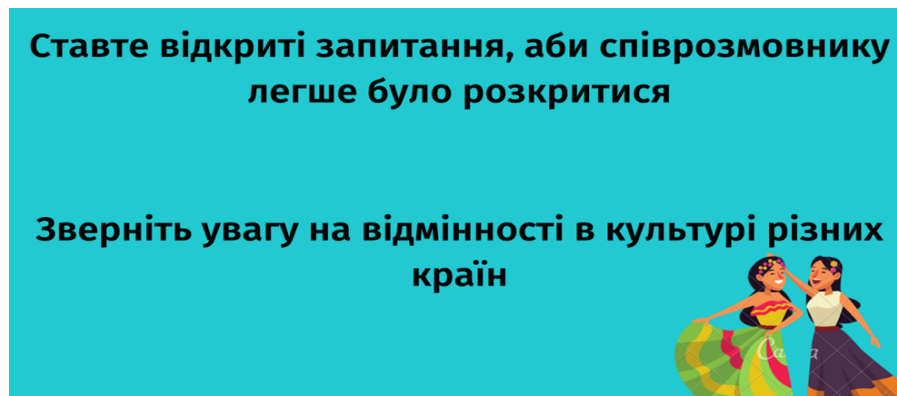 Ставте відкриті запитання, аби співрозмовнику
легше було розкритися
Зверніть увагу на відмінності в культурі різних
країн